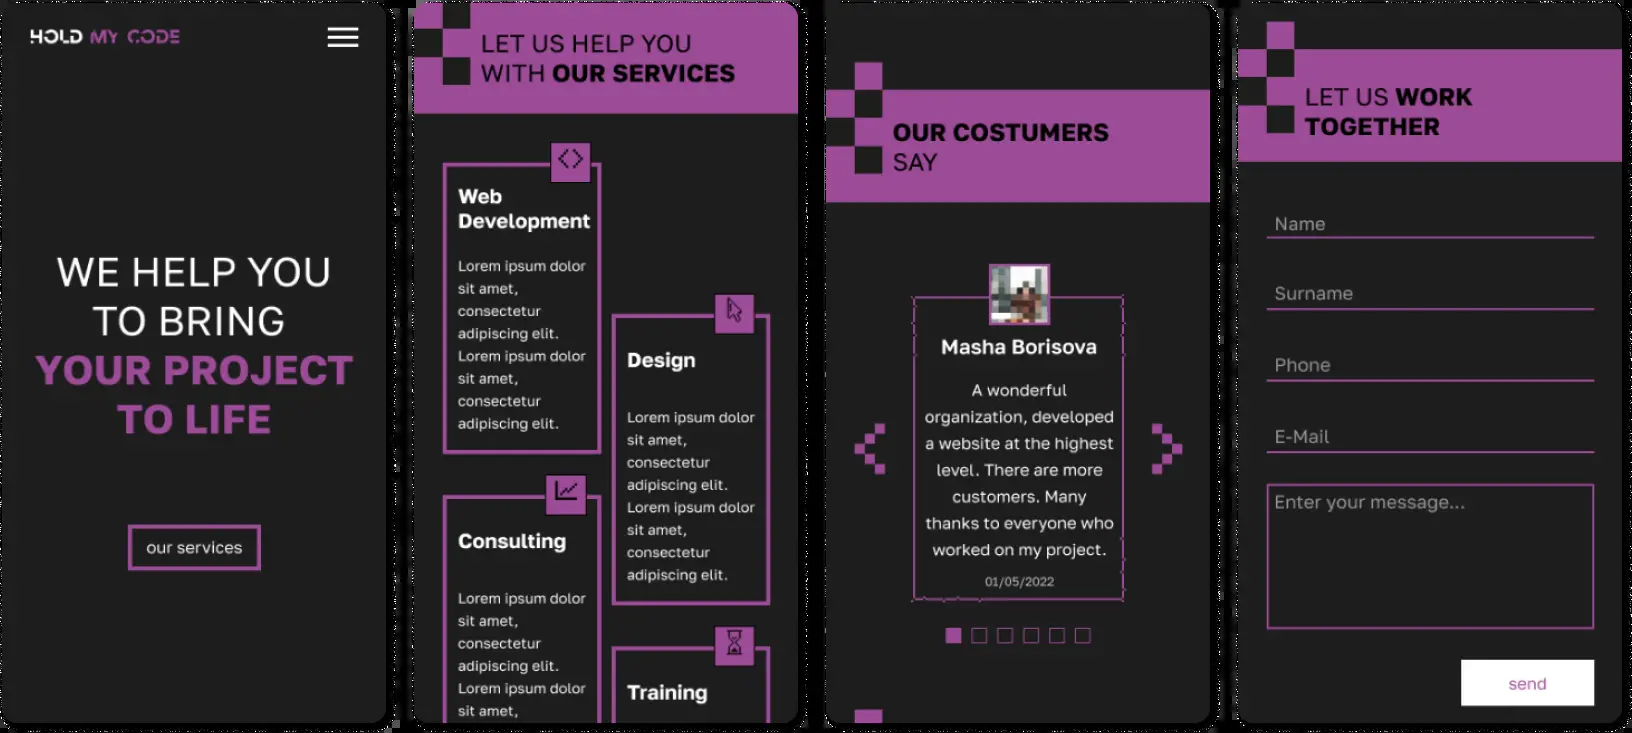 HOLD MY CODE
WE HELP YOU
TO BRING
YOUR PROJECT
TO LIFE
our services
LET US HELP YOU
WITH OUR SERVICES
Web
Development
Lorem ipsum dolor
sit amet,
consectetur
adipiscing elit.
Lorem ipsum dolor
sit amet,
consectetur
adipiscing elit.
Design
Lorem ipsum dolor
sit amet,
consectetur
adipiscing elit.
Lorem ipsum dolor
sit amet,
consectetur
adipiscing elit.
Consulting
Lorem ipsum dolor
sit amet,
consectetur
adipiscing elit.
Lorem ipsum dolor
sit amet,
Training
OUR COSTUMERS
SAY
Masha Borisova
A wonderful
organization, developed
a website at the highest
level. There are more
customers. Many
thanks to everyone who
worked on my project.
01/05/2022
LET US WORK
TOGETHER
Name
Surname
Phone
E-Mail
Enter your message...
send